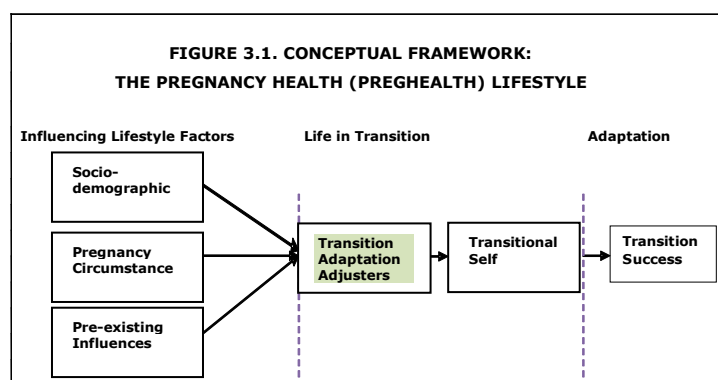 FIGURE 3.1. CONCEPTUAL FRAMEWORK:
THE PREGNANCY HEALTH (PREGHEALTH) LIFESTYLE
Influencing Lifestyle Factors
Life in Transition
Adaptation
Socio-
demographic
Pregnancy
Circumstance
Pre-existing
Influences
Transition
Adaptation
Adjusters
Transitional
Self
Transition
Success